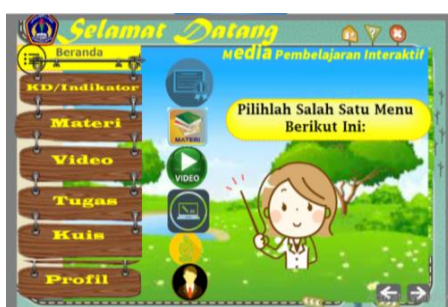 Selamat Datang
Beranda
Media Pembelajaran Interaktif
KD/Indikator
Materi
Video
Tugas
Kuis
Profil
MATERI
VIDEO
Pilihlah Salah Satu Menu
Berikut Ini:
?